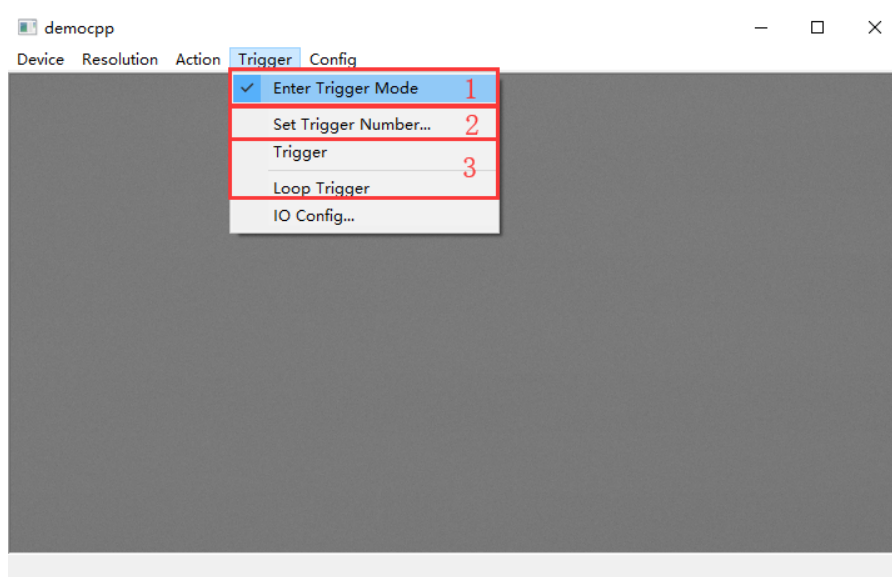 democpp
Device Resolution Action Trigger Config
Enter Trigger Mode 1
Set Trigger Number... 2
Trigger
3
Loop Trigger
IO Config...